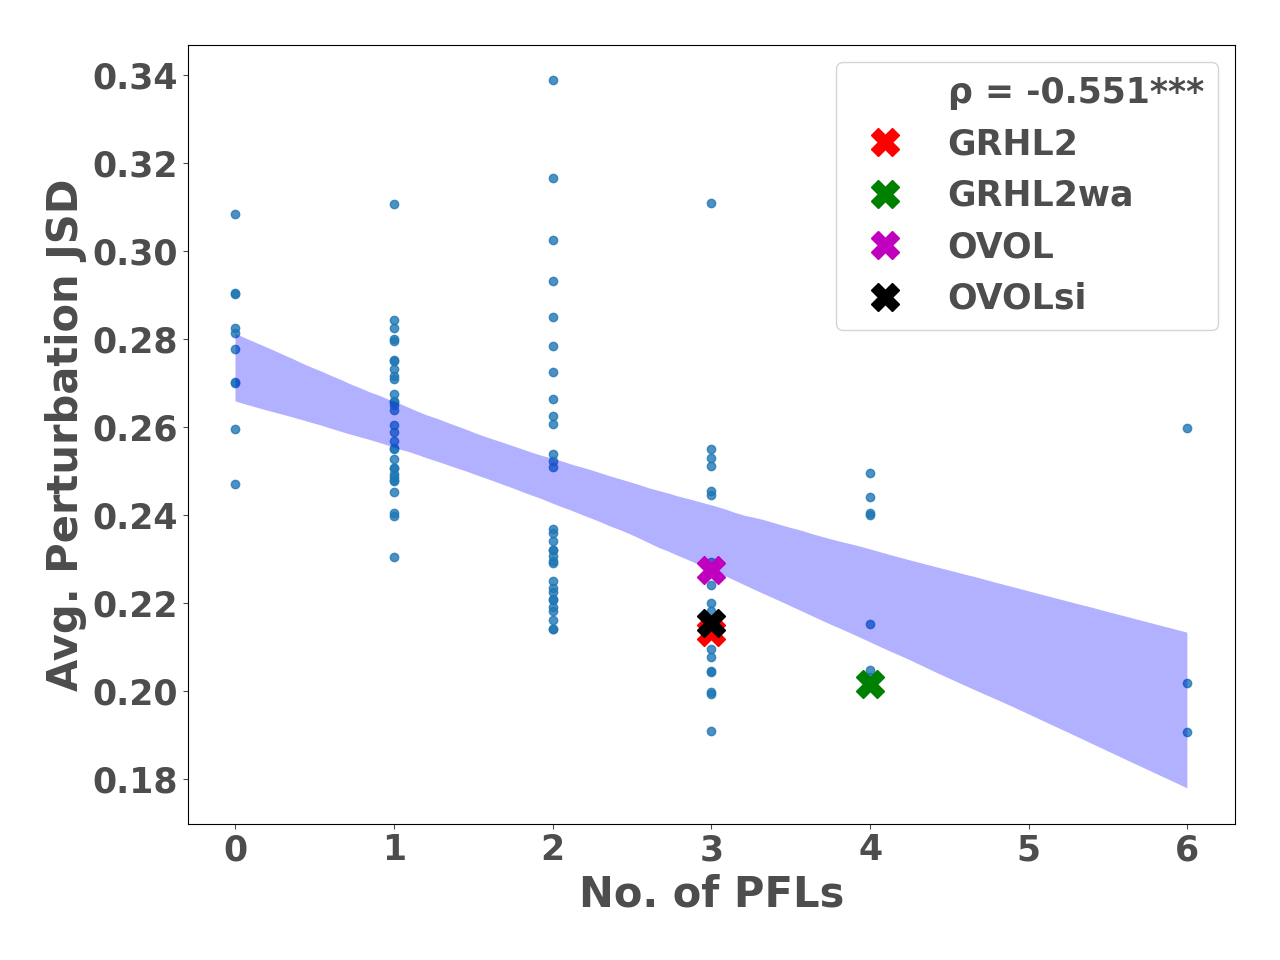 ρ = -0.551***
GRHL2
GRHL2wa
OVOL
OVOLsi
Avg. Perturbation JSD
0.34
0.32
0.30
0.28
0.26
0.24
0.22
0.20
0.18
0 1 2 3 4 5 6
No. of PFLs